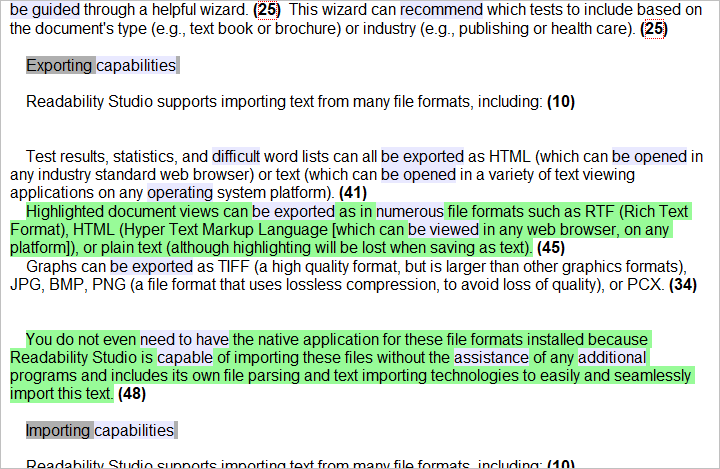 be guided through a helpful wizard. (25)  This wizard can recommend which tests to include based on
the document's type (e.g., text book or brochure) or industry (e.g., publishing or health care). (25)
Exporting capabilities
Readability Studio supports importing text from many file formats, including: (10)
Test results, statistics, and difficult word lists can all be exported as HTML (which can be opened in
any industry standard web browser) or text (which can be opened in a variety of text viewing
applications on any operating system platform). (41)
Highlighted document views can be exported as in numerous file formats such as RTF (Rich Text
Format), HTML (Hyper Text Markup Language [which can be viewed in any web browser, on any
platform]), or plain text (although highlighting will be lost when saving as text). (45)
Graphs can be exported as TIFF (a high quality format, but is larger than other graphics formats),
JPG, BMP, PNG (a file format that uses lossless compression, to avoid loss of quality), or PCX. (34)
You do not even need to have the native application for these file formats installed because
Readability Studio is capable of importing these files without the assistance of any additional
programs and includes its own file parsing and text importing technologies to easily and seamlessly
import this text. (48)
Importing capabilities
Readability Studio supports importing text from many file formats, including: (10)